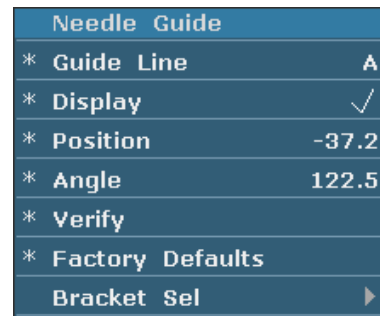 Needle Guide
* Guide Line A
* Display ✓
* Position -37.2
* Angle 122.5
* Verify
* Factory Defaults
Bracket Sel ▶